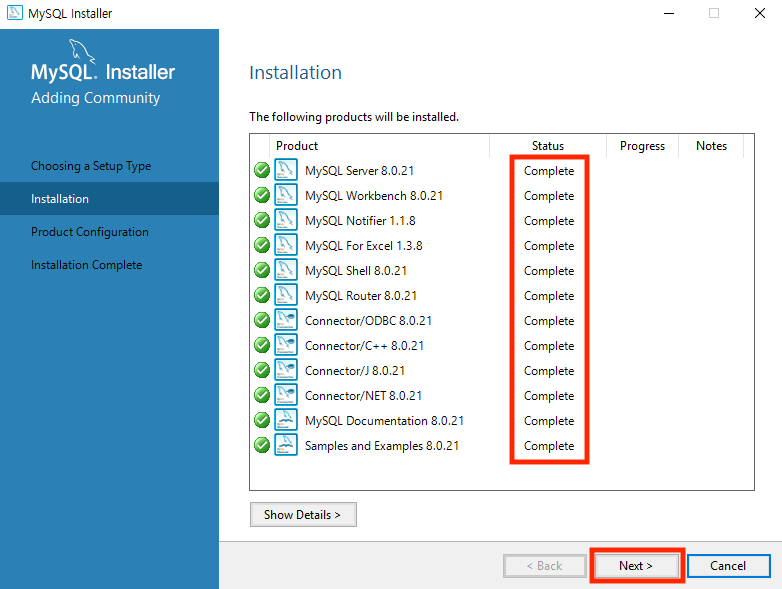 MySQL Installer
MySQL. Installer
Adding Community
Choosing a Setup Type
Installation
Product Configuration
Installation Complete
Installation
The following products will be installed.
Product Status Progress Notes
MySQL Server 8.0.21 Complete
MySQL Workbench 8.0.21 Complete
MySQL Notifier 1.1.8 Complete
MySQL For Excel 1.3.8 Complete
MySQL Shell 8.0.21 Complete
MySQL Router 8.0.21 Complete
Connector/ODBC 8.0.21 Complete
Connector/C++ 8.0.21 Complete
Connector/J 8.0.21 Complete
Connector/NET 8.0.21 Complete
MySQL Documentation 8.0.21 Complete
Samples and Examples 8.0.21 Complete
Show Details >
< Back Next > Cancel